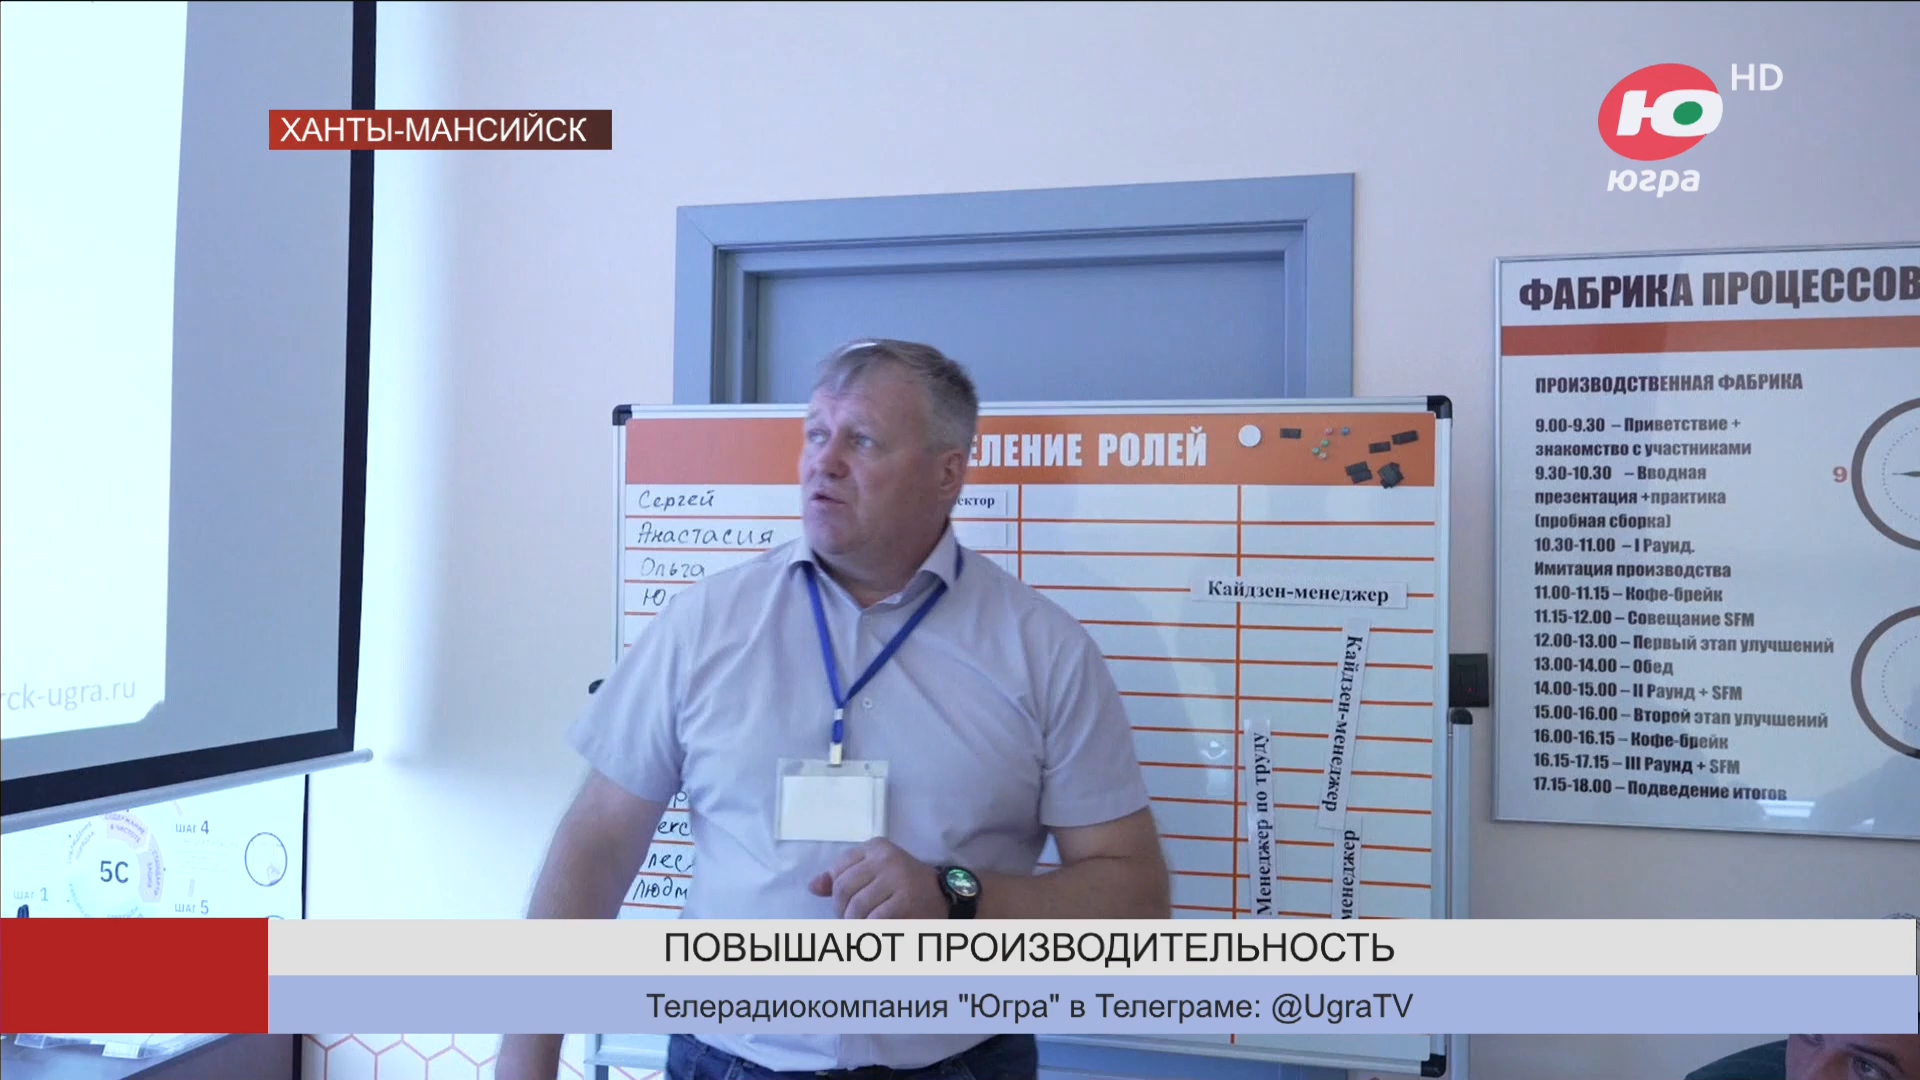 HD
Ю
югра
ХАНТЫ-МАНСИЙСК
ФАБРИКА ПРОЦЕССОВ
ПРОИЗВОДСТВЕННАЯ ФАБРИКА
9.00-9.30 – Приветствие +
знакомство с участниками
9.30-10.30 – Вводная
презентация +практика
(пробная сборка)
10.30-11.00 – I Раунд.
Имитация производства
11.00-11.15 – Кофе-брейк
11.15-12.00 – Совещание SFM
12.00-13.00 – Первый этап улучшений
13.00-14.00 – Обед
14.00-15.00 – II Раунд + SFM
15.00-16.00 – Второй этап улучшений
16.00-16.15 – Кофе-брейк
16.15-17.15 – III Раунд + SFM
17.15-18.00 – Подведение итогов
9
ЕЛЕНИЕ РОЛЕЙ
Сергей
ектор
Анастасия
Ольга
Кайдзен-менеджер
Кайдзен-менеджер
Менеджер по труду
менеджер
Людм
rck-ugra.ru
ШАГ 4
5С
ШАГ 1
ШАГ 5
ПОВЫШАЮТ ПРОИЗВОДИТЕЛЬНОСТЬ
Телерадиокомпания "Югра" в Телеграме: @UgraTV